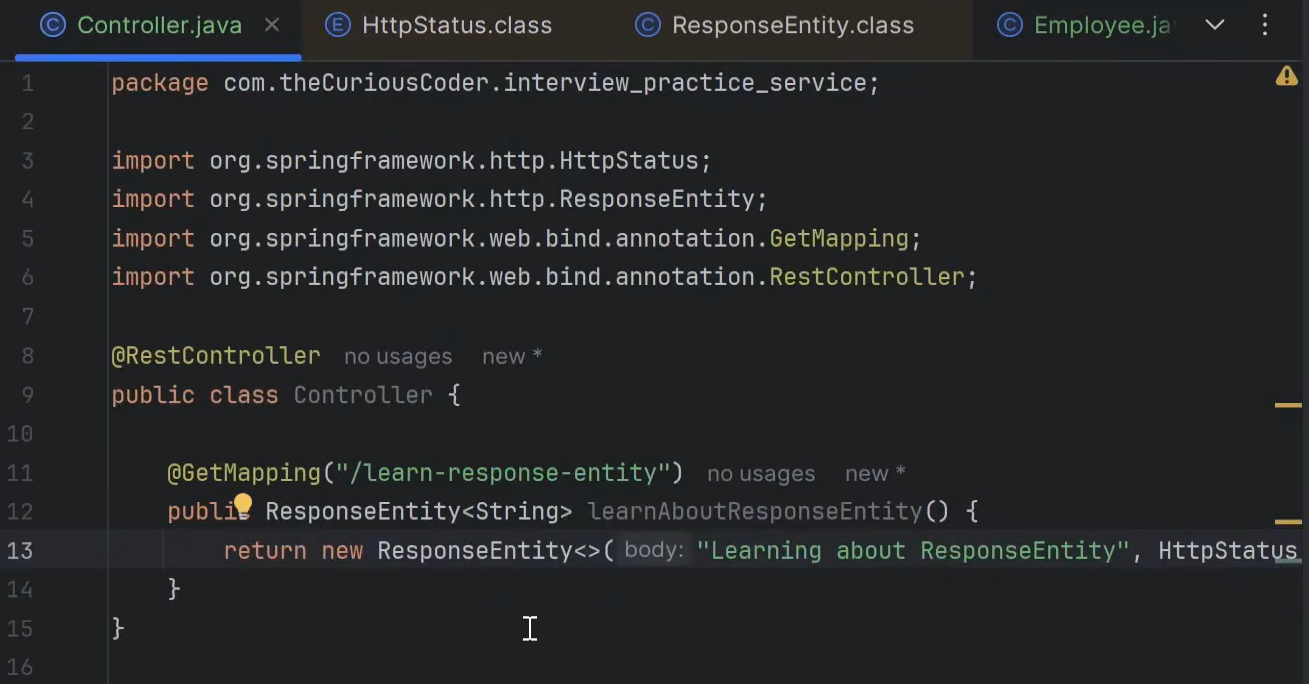 Controller.java HttpStatus.class ResponseEntity.class Employee.ja
1 package com.theCuriousCoder.interview_practice_service;
2
3 import org.springframework.http.HttpStatus;
4 import org.springframework.http.ResponseEntity;
5 import org.springframework.web.bind.annotation.GetMapping;
6 import org.springframework.web.bind.annotation.RestController;
7
8 @RestController no usages new *
9 public class Controller {
10
11 @GetMapping("/learn-response-entity") no usages new *
12 public ResponseEntity<String> learnAboutResponseEntity() {
13 return new ResponseEntity<>( body: "Learning about ResponseEntity", HttpStatus
14 }
15 }
16